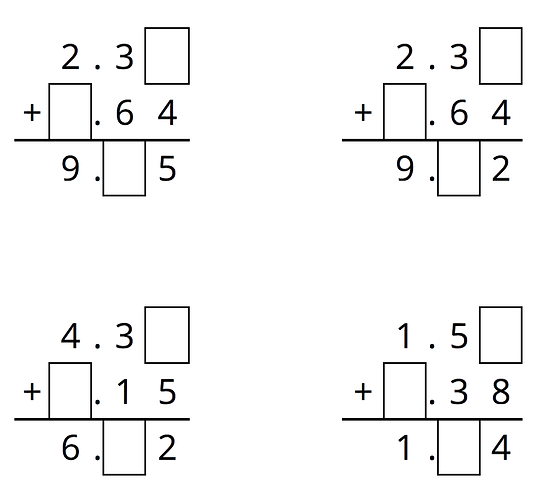 2 . 3 □
+ □ . 6 4
9 . □ 5
2 . 3 □
+ □ . 6 4
9 . □ 2
4 . 3 □
+ □ . 1 5
6 . □ 2
1 . 5 □
+ □ . 3 8
1 . □ 4